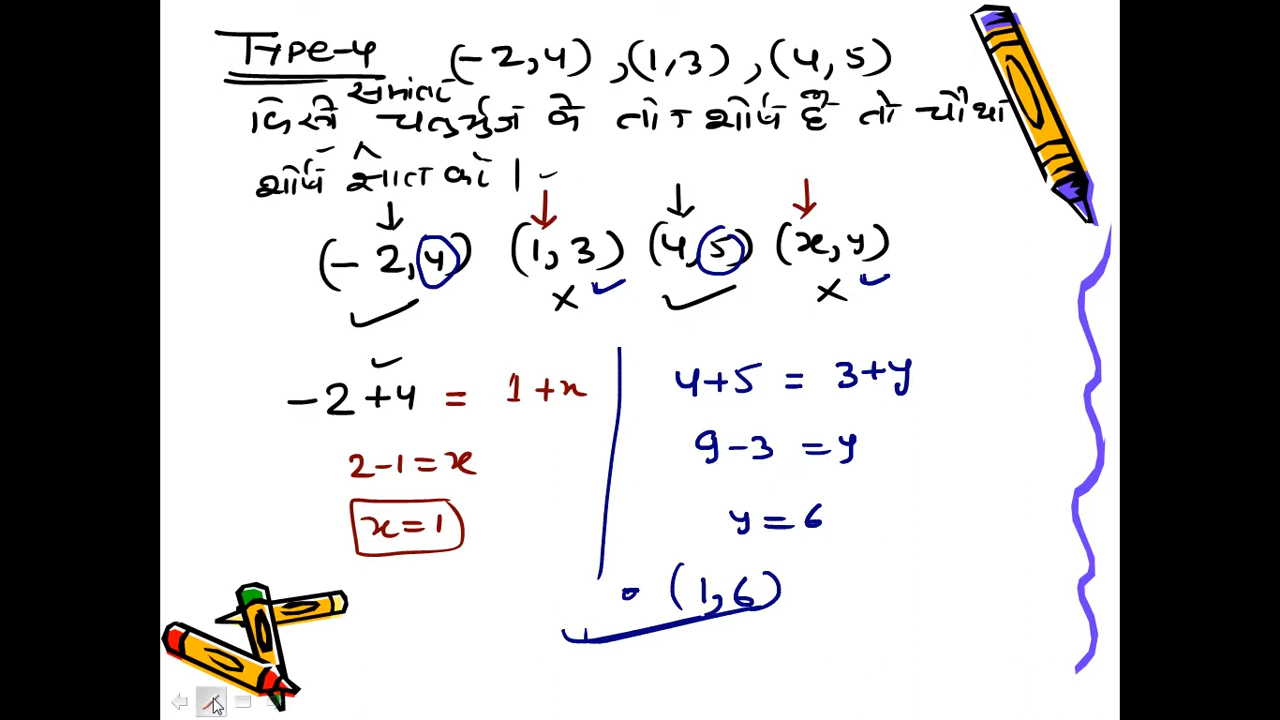 Type-4 (-2,4) ,(1,3) , (4,5)
किसी समांतर चतुर्भुज के तीन शीर्ष हैं तो चौथा
शीर्ष ज्ञात करें ।
(-2,4) (1,3) (4,5) (x,y)
-2+4 = 1+x
4+5 = 3+y
2-1=x
9-3 =y
x=1
y=6
(1,6)